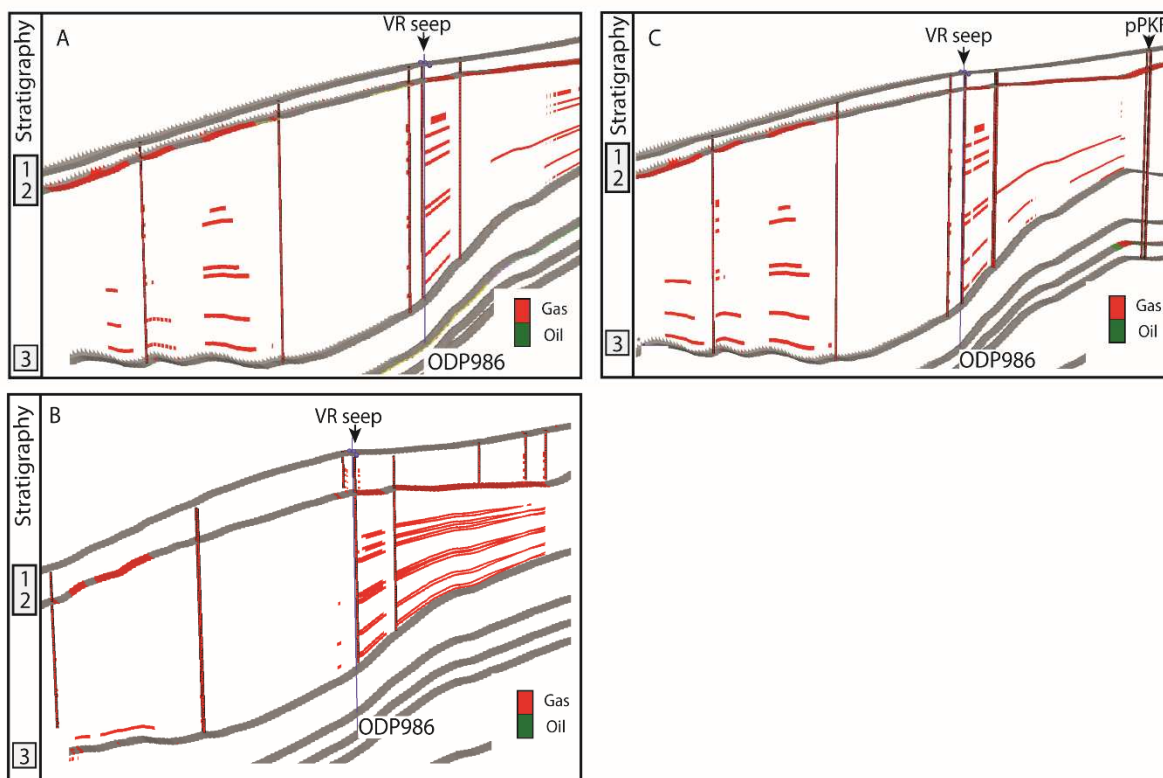 Stratigraphy
A
VR seep
1
2
3
Gas
Oil
ODP986
Stratigraphy
C
VR seep
pPKF
1
2
3
Gas
Oil
ODP986
Stratigraphy
B
VR seep
1
2
3
Gas
Oil
ODP986